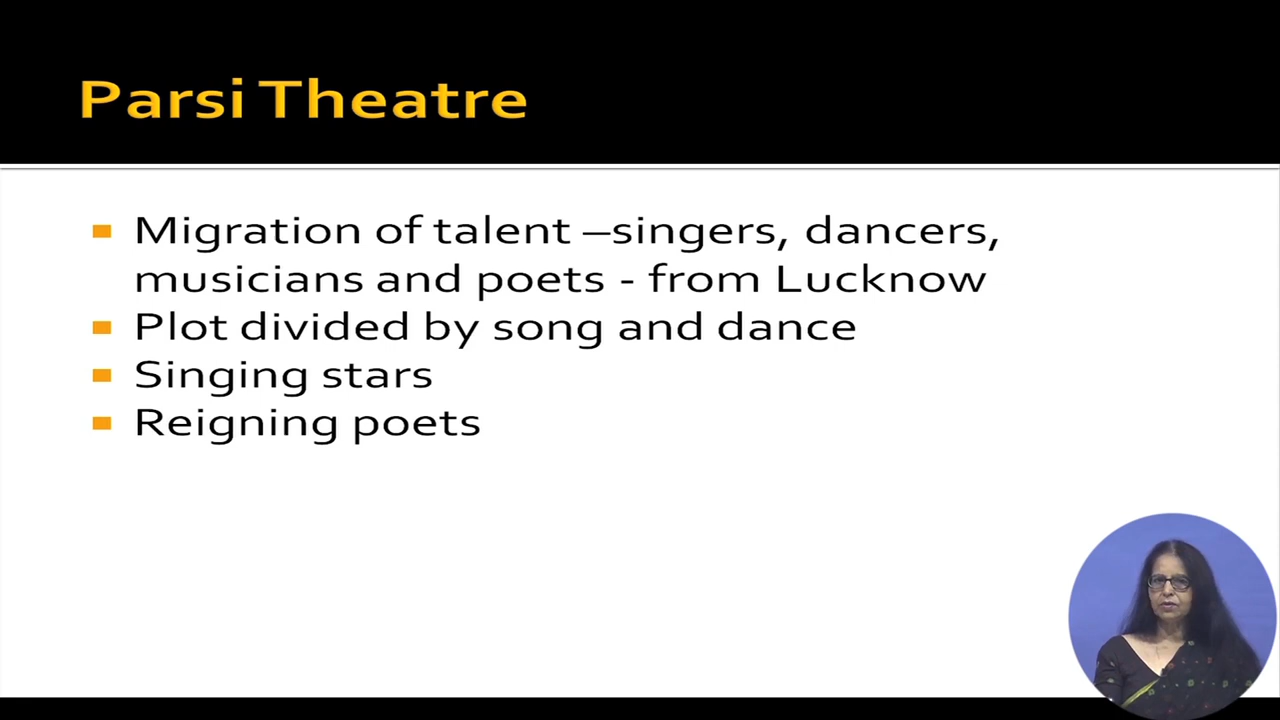 Parsi Theatre
Migration of talent –singers, dancers,
musicians and poets - from Lucknow
Plot divided by song and dance
Singing stars
Reigning poets